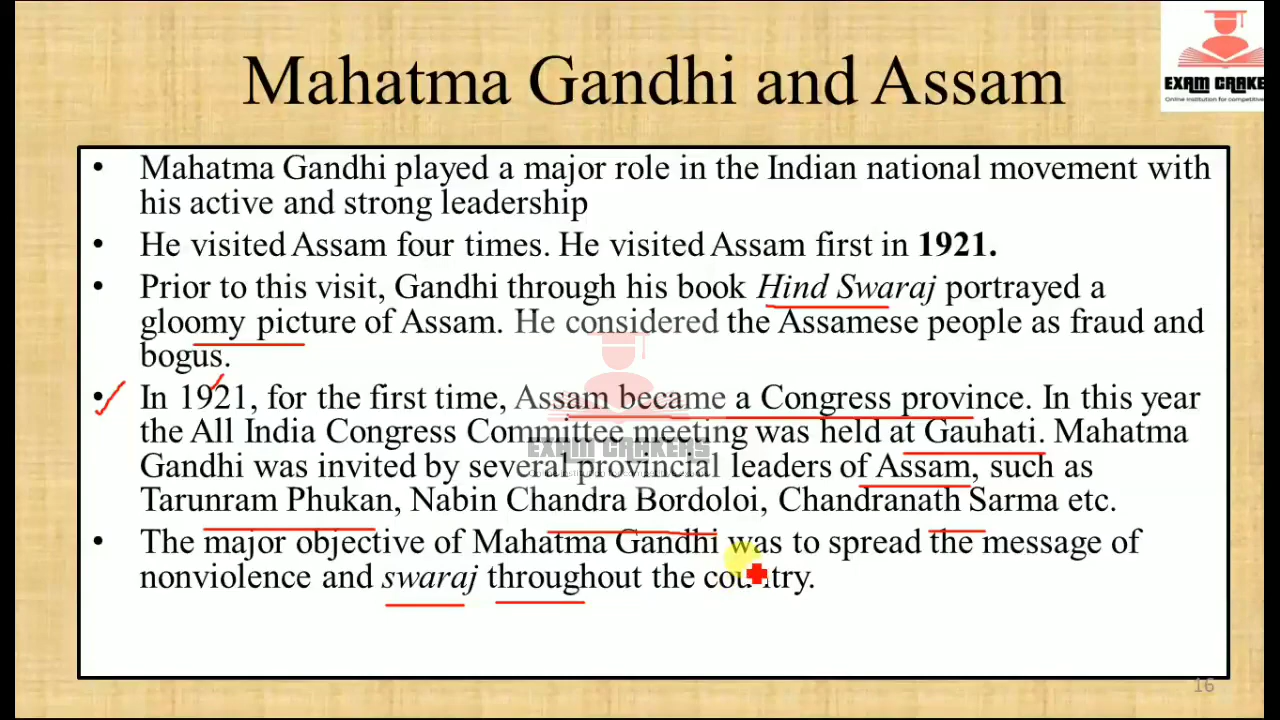 Mahatma Gandhi and Assam
EXAM CRAKE
Online institution for competitive
• Mahatma Gandhi played a major role in the Indian national movement with
his active and strong leadership
• He visited Assam four times. He visited Assam first in 1921.
• Prior to this visit, Gandhi through his book Hind Swaraj portrayed a
gloomy picture of Assam. He considered the Assamese people as fraud and
bogus.
• In 1921, for the first time, Assam became a Congress province. In this year
the All India Congress Committee meeting was held at Gauhati. Mahatma
Gandhi was invited by several provincial leaders of Assam, such as
Tarunram Phukan, Nabin Chandra Bordoloi, Chandranath Sarma etc.
• The major objective of Mahatma Gandhi was to spread the message of
nonviolence and swaraj throughout the country.
EXAM CRAKERS
16